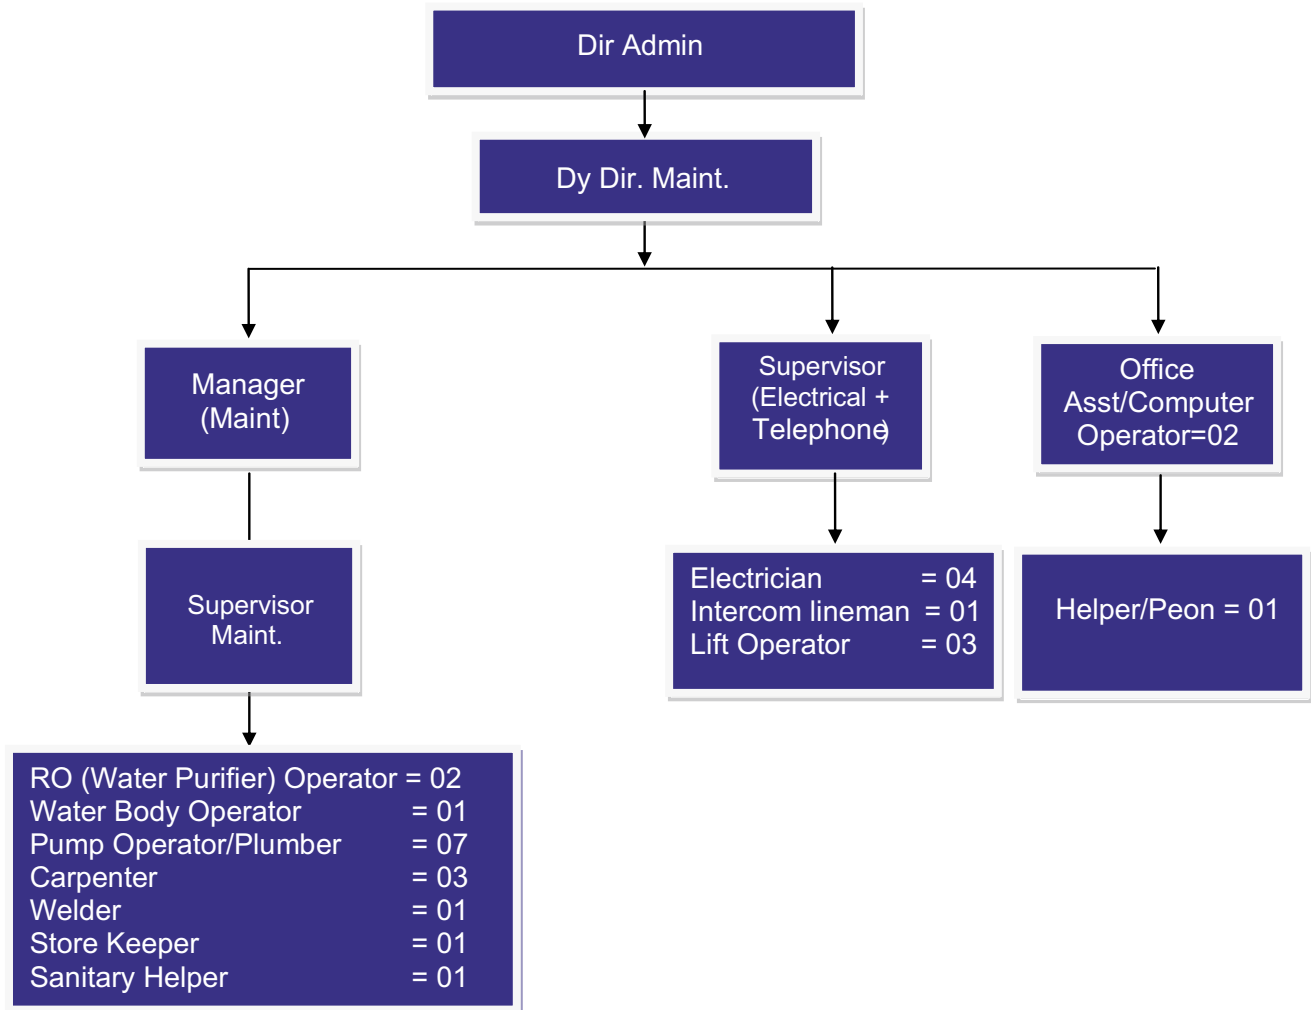 Dir Admin
Dy Dir. Maint.
Manager
(Maint)
Supervisor
(Electrical +
Telephone)
Office
Asst/Computer
Operator=02
Supervisor
Maint.
Electrician = 04
Intercom lineman = 01
Lift Operator = 03
Helper/Peon = 01
RO (Water Purifier) Operator = 02
Water Body Operator = 01
Pump Operator/Plumber = 07
Carpenter = 03
Welder = 01
Store Keeper = 01
Sanitary Helper = 01